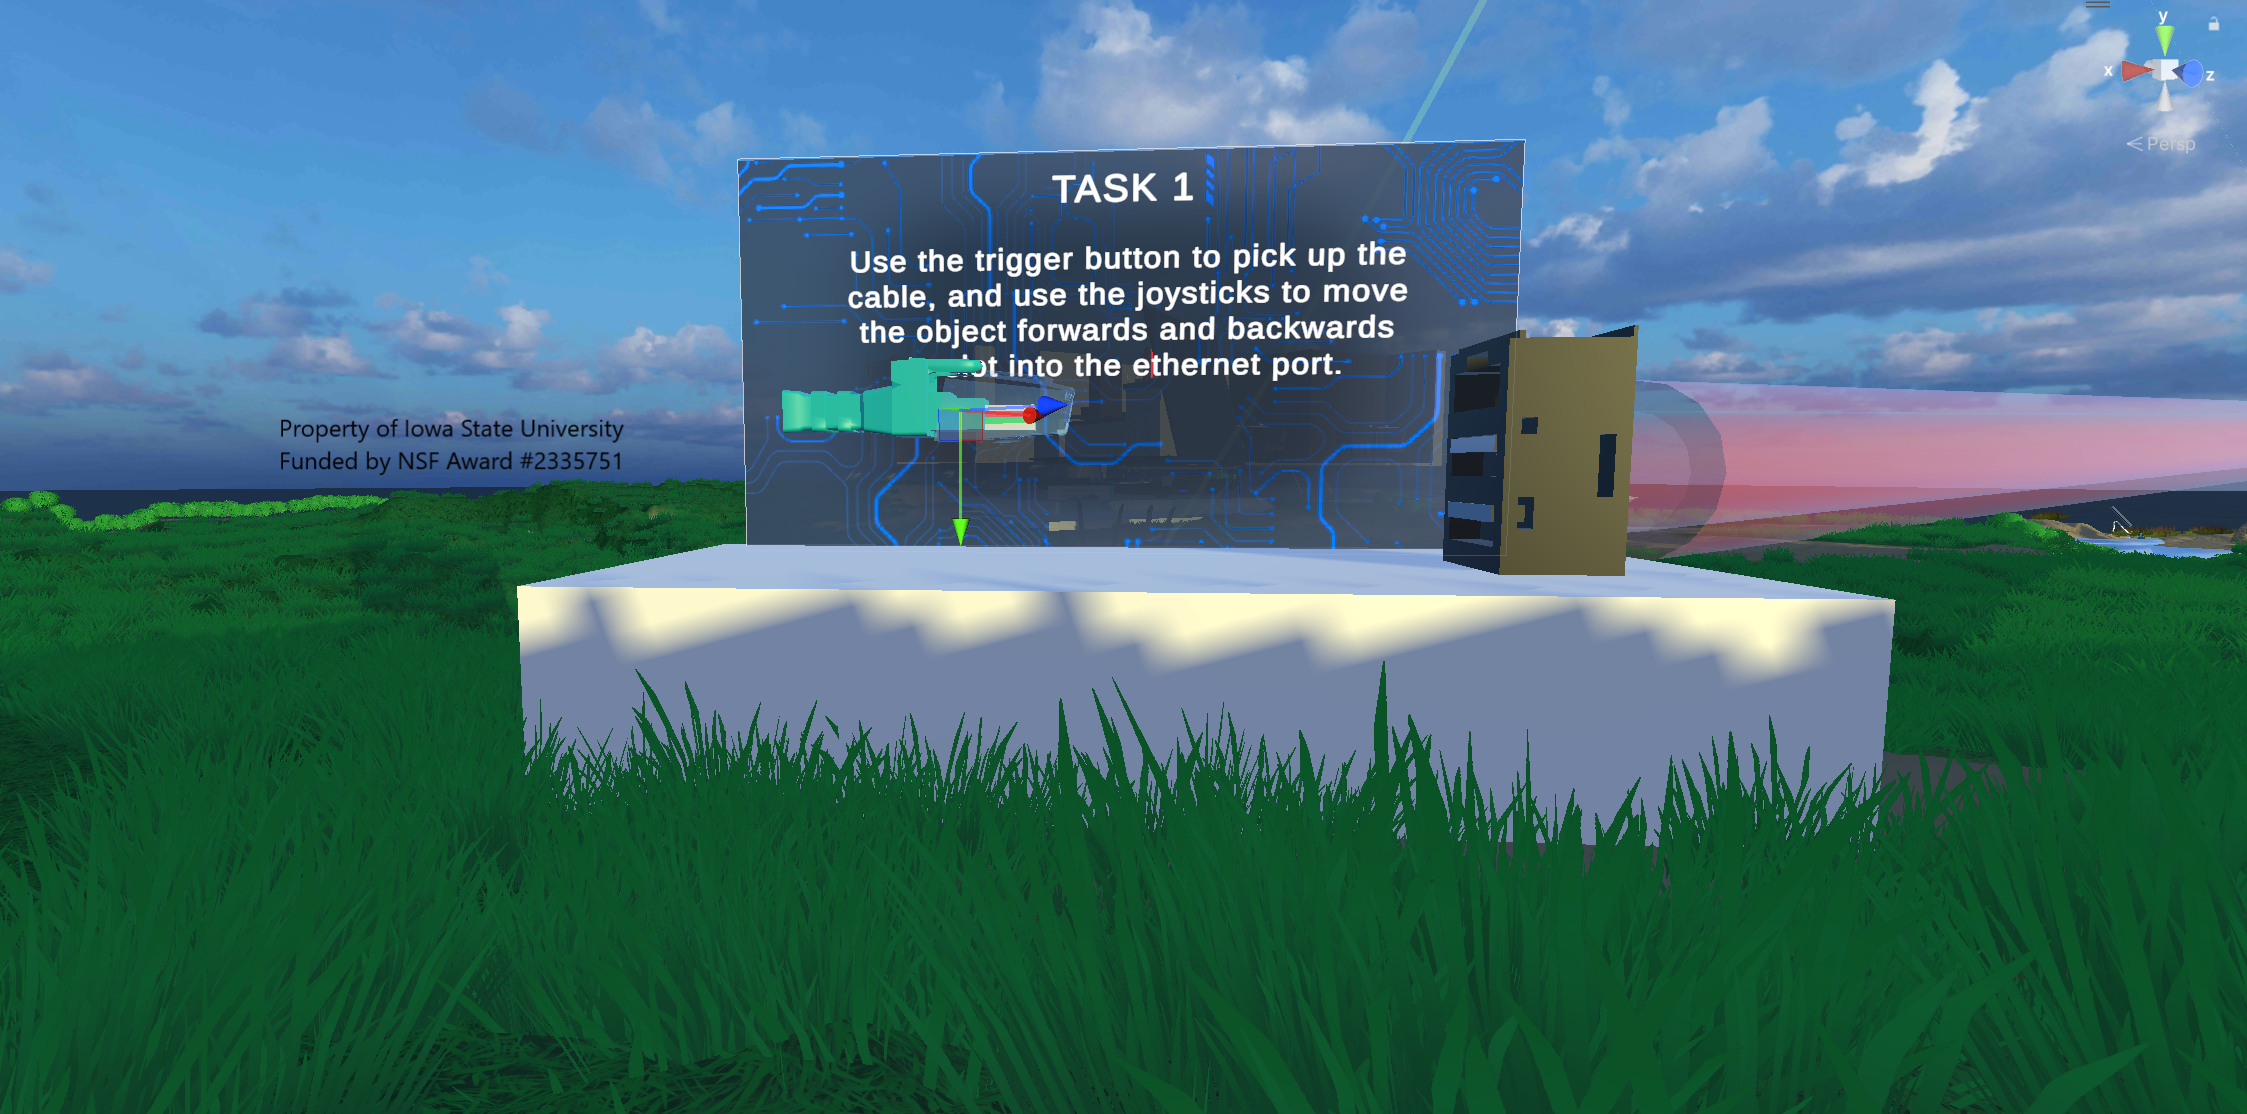 y
x
z
Persp
TASK 1
Use the trigger button to pick up the
cable, and use the joysticks to move
the object forwards and backwards
into the ethernet port.
Property of Iowa State University
Funded by NSF Award #2335751